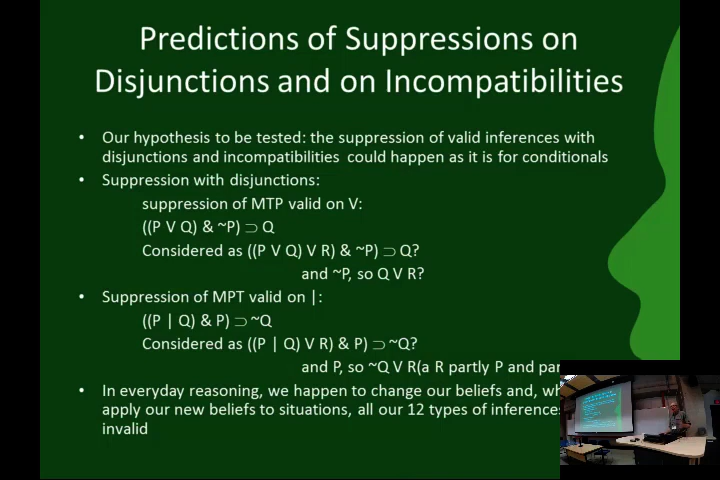 Predictions of Suppressions on
Disjunctions and on Incompatibilities
• Our hypothesis to be tested: the suppression of valid inferences with
disjunctions and incompatibilities could happen as it is for conditionals
• Suppression with disjunctions:
suppression of MTP valid on V:
((P V Q) & ~P) ⊃ Q
Considered as ((P V Q) V R) & ~P) ⊃ Q?
and ~P, so Q V R?
• Suppression of MPT valid on |:
((P | Q) & P) ⊃ ~Q
Considered as ((P | Q) V R) & P) ⊃ ~Q?
and P, so ~Q V R(a R partly P and
• In everyday reasoning, we happen to change our beliefs and,
apply our new beliefs to situations, all our 12 types of inferences
invalid